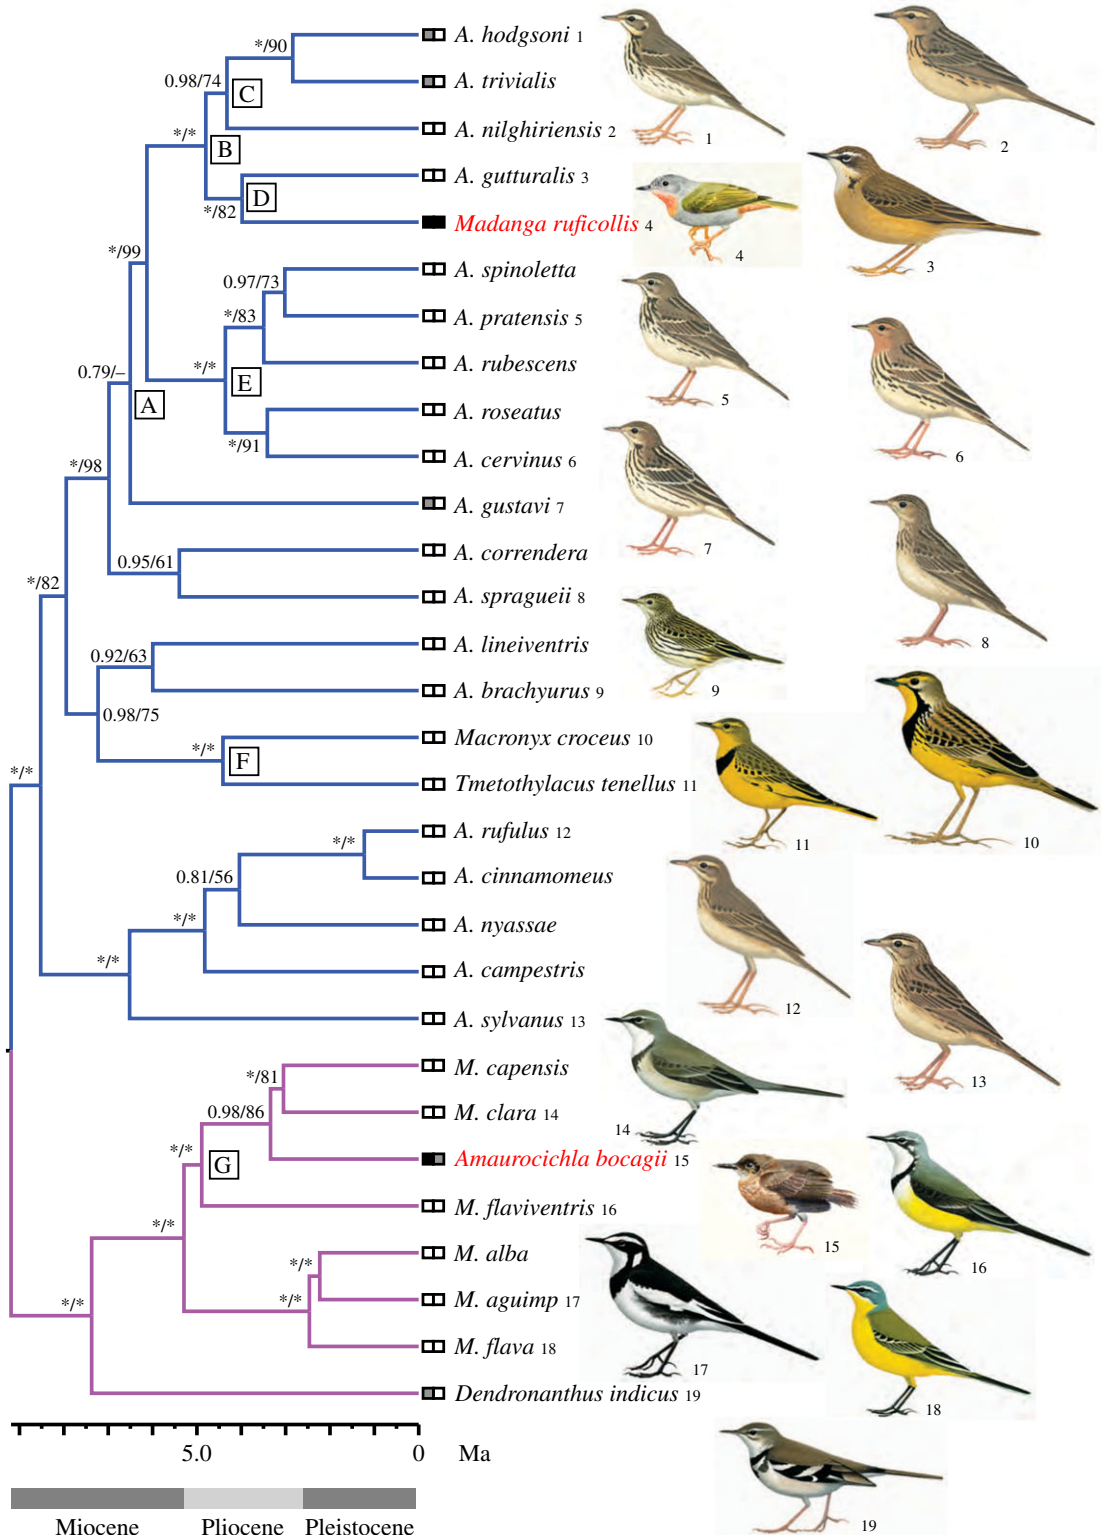 A. hodgsoni 1
*/90
A. trivialis
0.98/74
C
A. nilghiriensis 2
1
2
*/*
B
A. gutturalis 3
D
*/82
Madanga ruficollis 4
4
3
*/99
A. spinoletta
0.97/73
A. pratensis 5
*/83
A. rubescens
*/*
E
0.79/–
A
5
A. roseatus
*/91
A. cervinus 6
6
*/98
A. gustavi 7
7
A. correndera
0.95/61
A. spragueii 8
8
*/82
A. lineiventris
0.92/63
A. brachyurus 9
9
0.98/75
Macronyx croceus 10
*/*
F
Tmetothylacus tenellus 11
*/*
11
10
A. rufulus 12
*/*
A. cinnamomeus
0.81/56
A. nyassae
*/*
A. campestris
*/*
12
A. sylvanus 13
13
M. capensis
*/81
M. clara 14
0.98/86
14
*/*
G
Amaurocichla bocagii 15
15
M. flaviventris 16
16
*/*
M. alba
*/*
M. aguimp 17
*/*
*/*
M. flava 18
17
18
Dendronanthus indicus 19
5.0 0 Ma
19
Miocene Pliocene Pleistocene